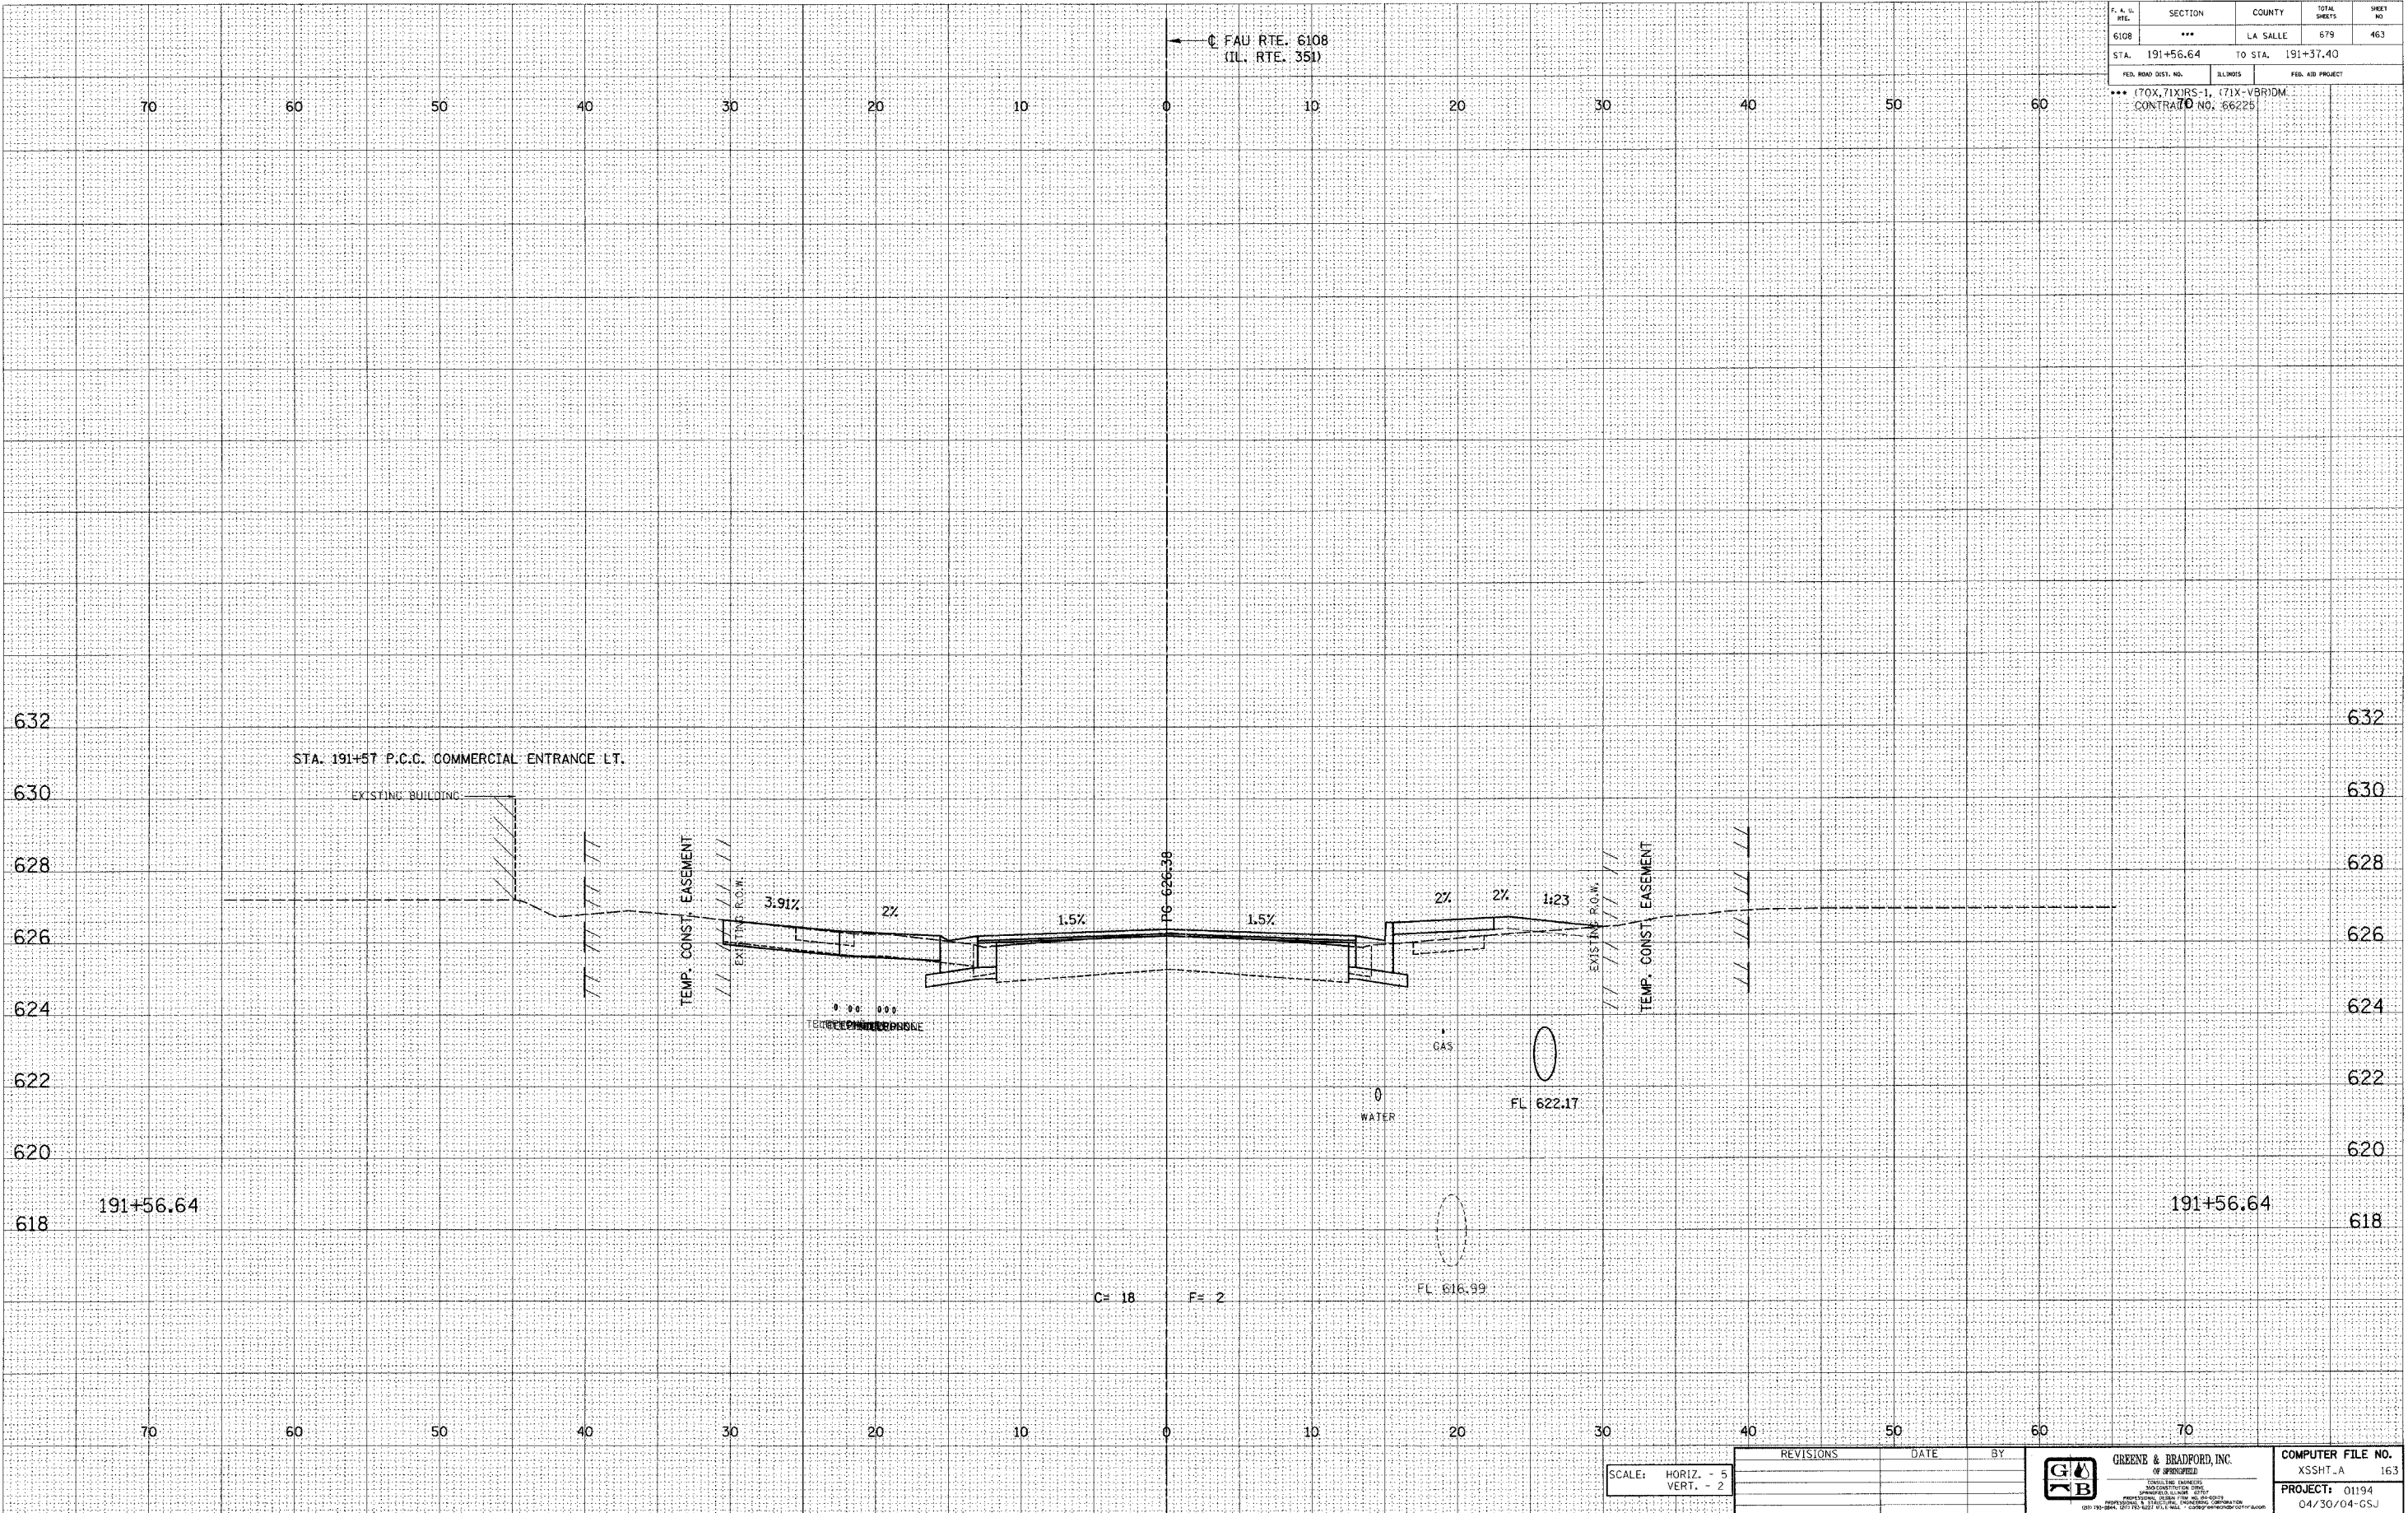 F. A. U. RTE. SECTION COUNTY TOTAL SHEETS SHEET NO
6108 *** LA SALLE 679 463
STA. 191+56.64 TO STA. 191+37.40
FED. ROAD DIST. NO. ILLINOIS FED. AID PROJECT
*** (70X,71X)RS-1, (71X-VBR)DM
CONTRACT NO. 66225
℄ FAU RTE. 6108
(IL. RTE. 351)
70 60 50 40 30 20 10 0 10 20 30 40 50 60 70
632 632
STA. 191+57 P.C.C. COMMERCIAL ENTRANCE LT.
630 630
EXISTING BUILDING
628 628
TEMP. CONST. EASEMENT
EXISTING R.O.W.
3.91%
2%
1.5%
PG 626.38
1.5%
2%
2%
1:23
EXISTING R.O.W.
TEMP. CONST. EASEMENT
626 626
624 624
GAS
622 622
WATER
FL 622.17
620 620
191+56.64 191+56.64
618 618
FL 616.99
C= 18 F= 2
70 60 50 40 30 20 10 0 10 20 30 40 50 60 70
SCALE: HORIZ. - 5
VERT. - 2
REVISIONS DATE BY
G B
GREENE & BRADFORD, INC.
OF SPRINGFIELD
CONSULTING ENGINEERS
COMPUTER FILE NO.
XSSHT_A 163
PROJECT: 01194
04/30/04-GSJ